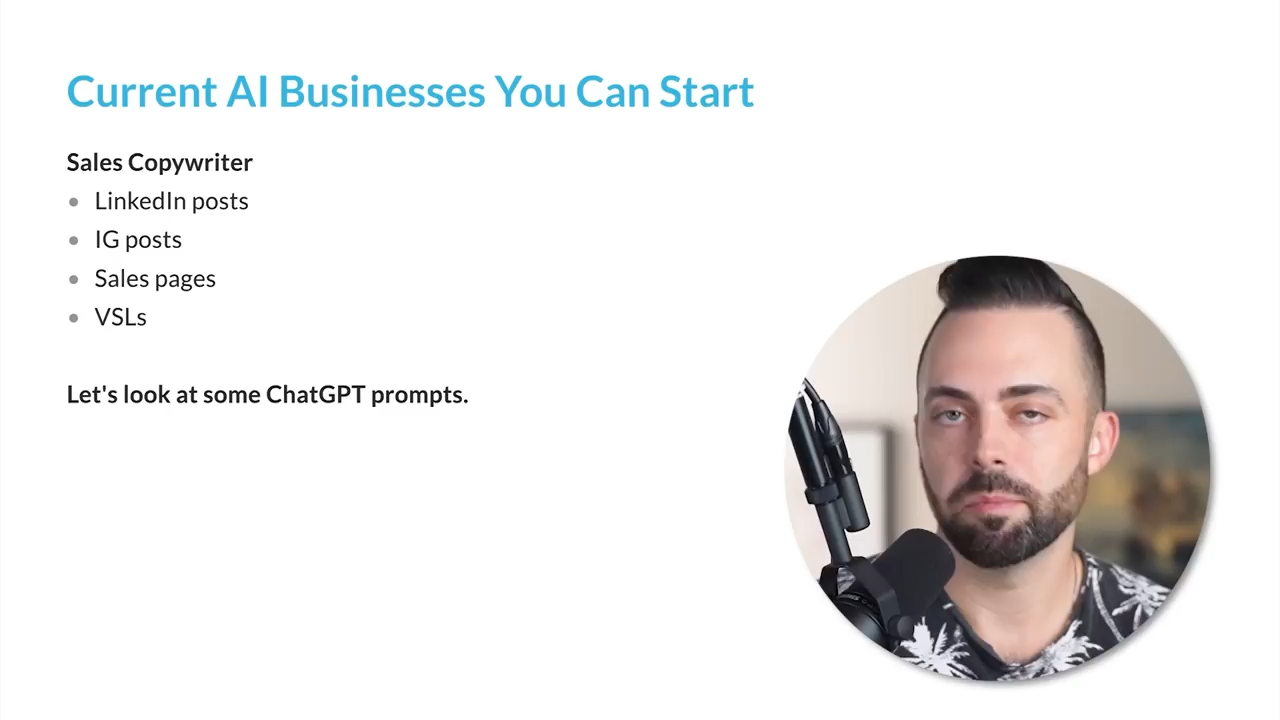 Current AI Businesses You Can Start
Sales Copywriter
• LinkedIn posts
• IG posts
• Sales pages
• VSLs
Let's look at some ChatGPT prompts.